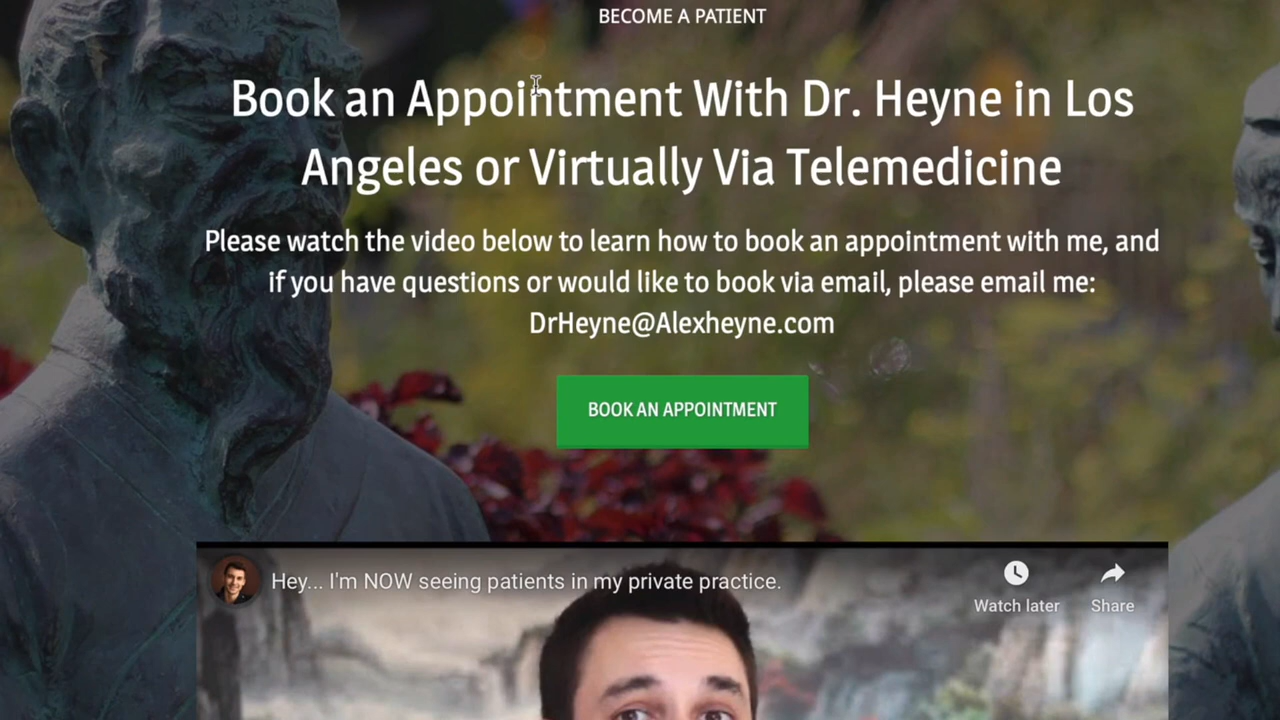 BECOME A PATIENT
Book an Appointment With Dr. Heyne in Los
Angeles or Virtually Via Telemedicine
Please watch the video below to learn how to book an appointment with me, and
if you have questions or would like to book via email, please email me:
DrHeyne@Alexheyne.com
BOOK AN APPOINTMENT
Hey... I'm NOW seeing patients in my private practice.
Watch later
Share